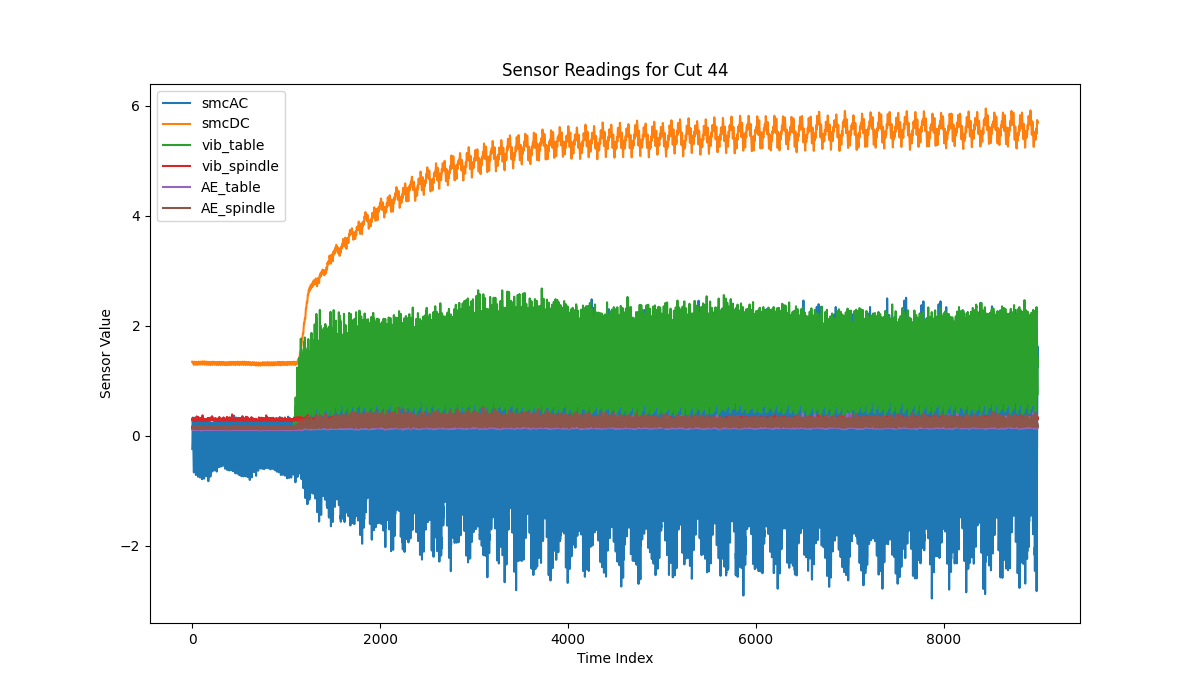 Sensor Readings for Cut 44
smcAC
smcDC
vib_table
vib_spindle
AE_table
AE_spindle
Sensor Value
6
4
2
0
−2
0 2000 4000 6000 8000
Time Index